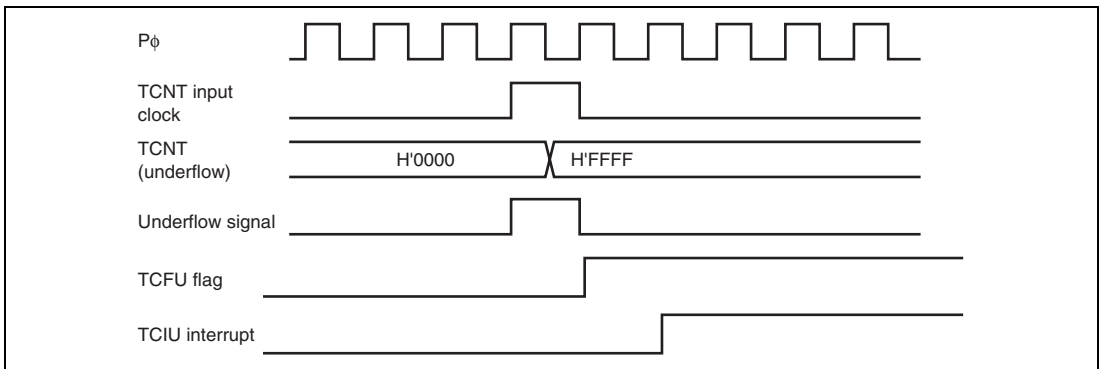 Pϕ
TCNT input
clock
TCNT
(underflow)
H'0000
H'FFFF
Underflow signal
TCFU flag
TCIU interrupt